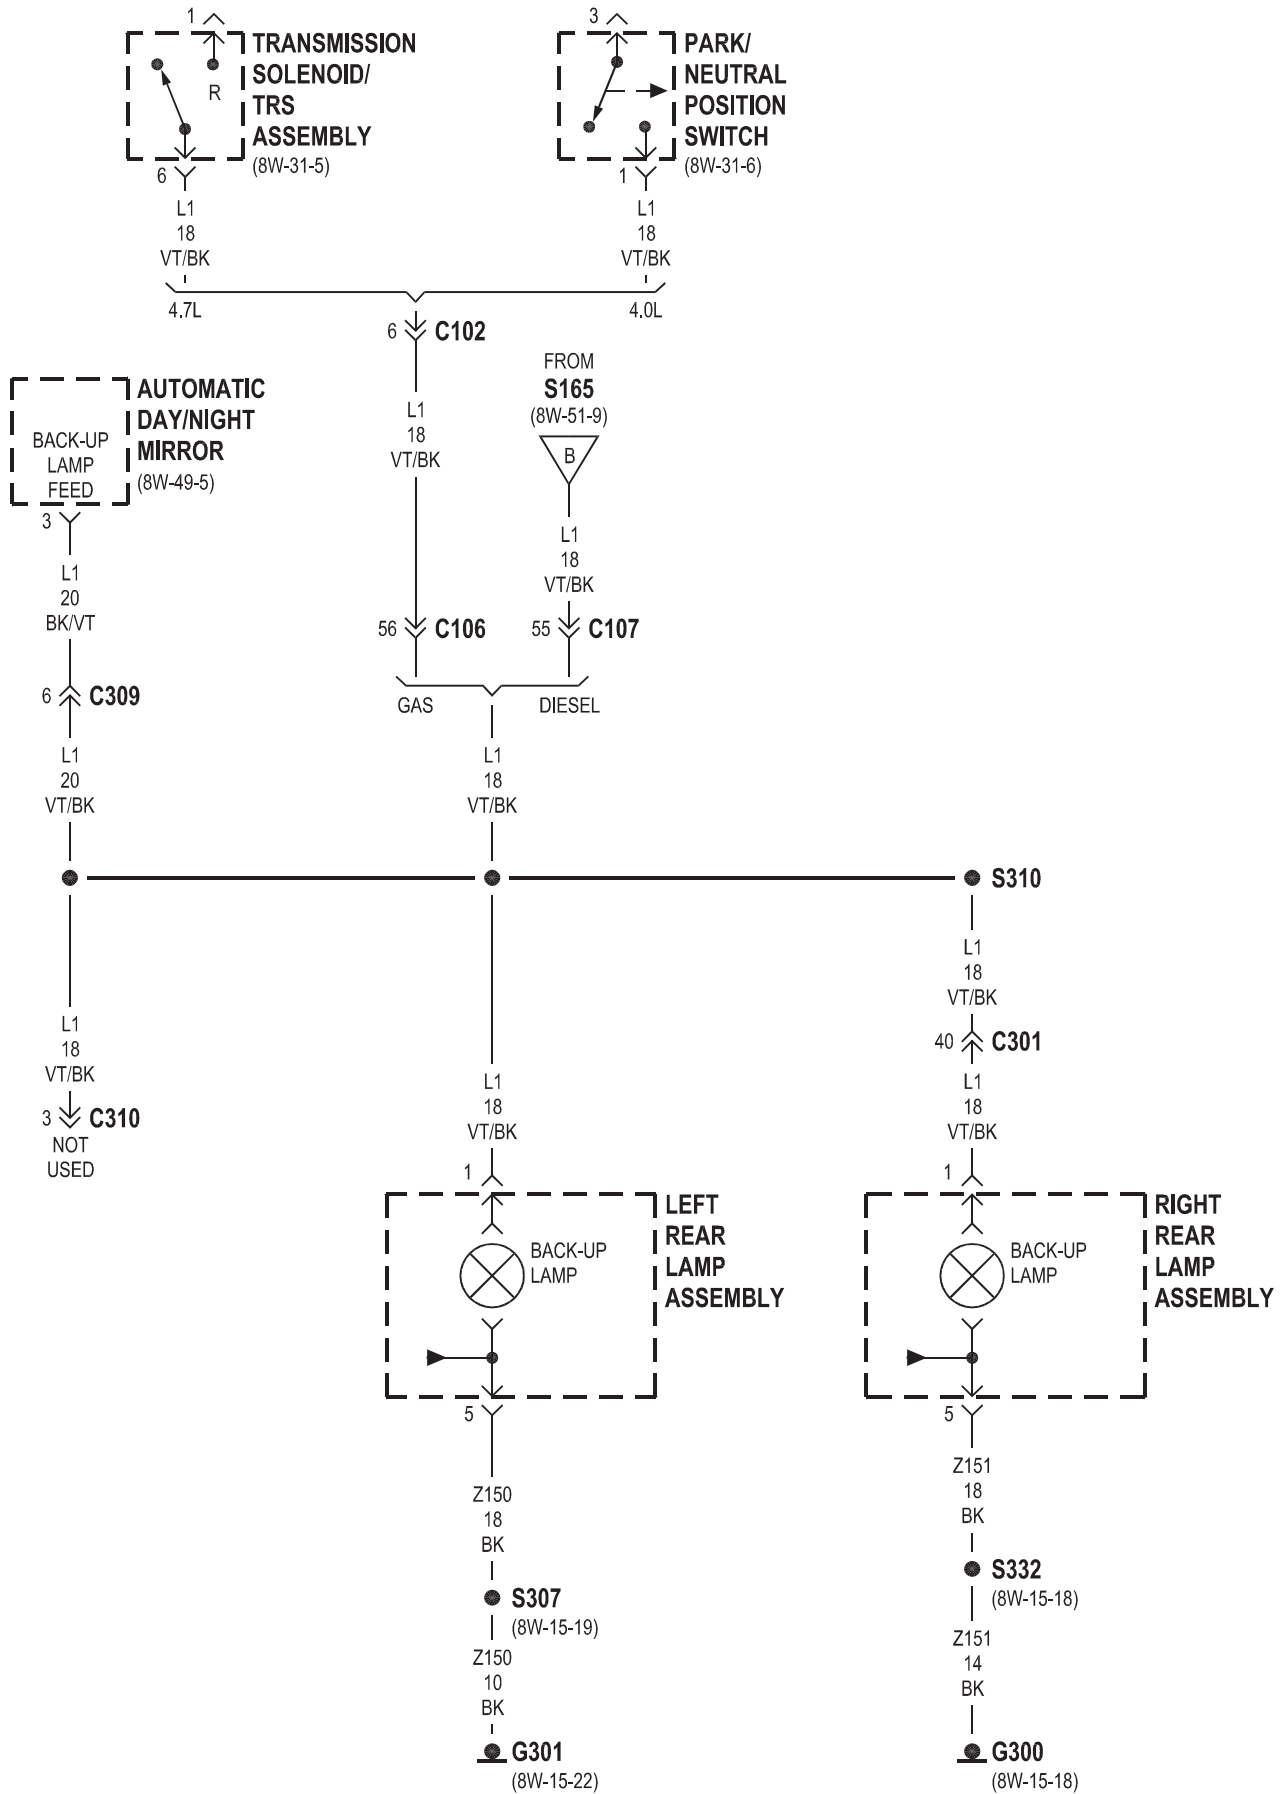 1
TRANSMISSION
SOLENOID/
TRS
ASSEMBLY
(8W-31-5)
R
6
L1
18
VT/BK
4.7L
3
PARK/
NEUTRAL
POSITION
SWITCH
(8W-31-6)
1
L1
18
VT/BK
4.0L
6 C102
L1
18
VT/BK
FROM
S165
(8W-51-9)
B
L1
18
VT/BK
56 C106
55 C107
GAS
DIESEL
L1
18
VT/BK
AUTOMATIC
DAY/NIGHT
MIRROR
(8W-49-5)
BACK-UP
LAMP
FEED
3
L1
20
BK/VT
6 C309
L1
20
VT/BK
S310
L1
18
VT/BK
3 C310
NOT
USED
L1
18
VT/BK
1
LEFT
REAR
LAMP
ASSEMBLY
BACK-UP
LAMP
5
Z150
18
BK
S307
(8W-15-19)
Z150
10
BK
G301
(8W-15-22)
L1
18
VT/BK
40 C301
L1
18
VT/BK
1
RIGHT
REAR
LAMP
ASSEMBLY
BACK-UP
LAMP
5
Z151
18
BK
S332
(8W-15-18)
Z151
14
BK
G300
(8W-15-18)